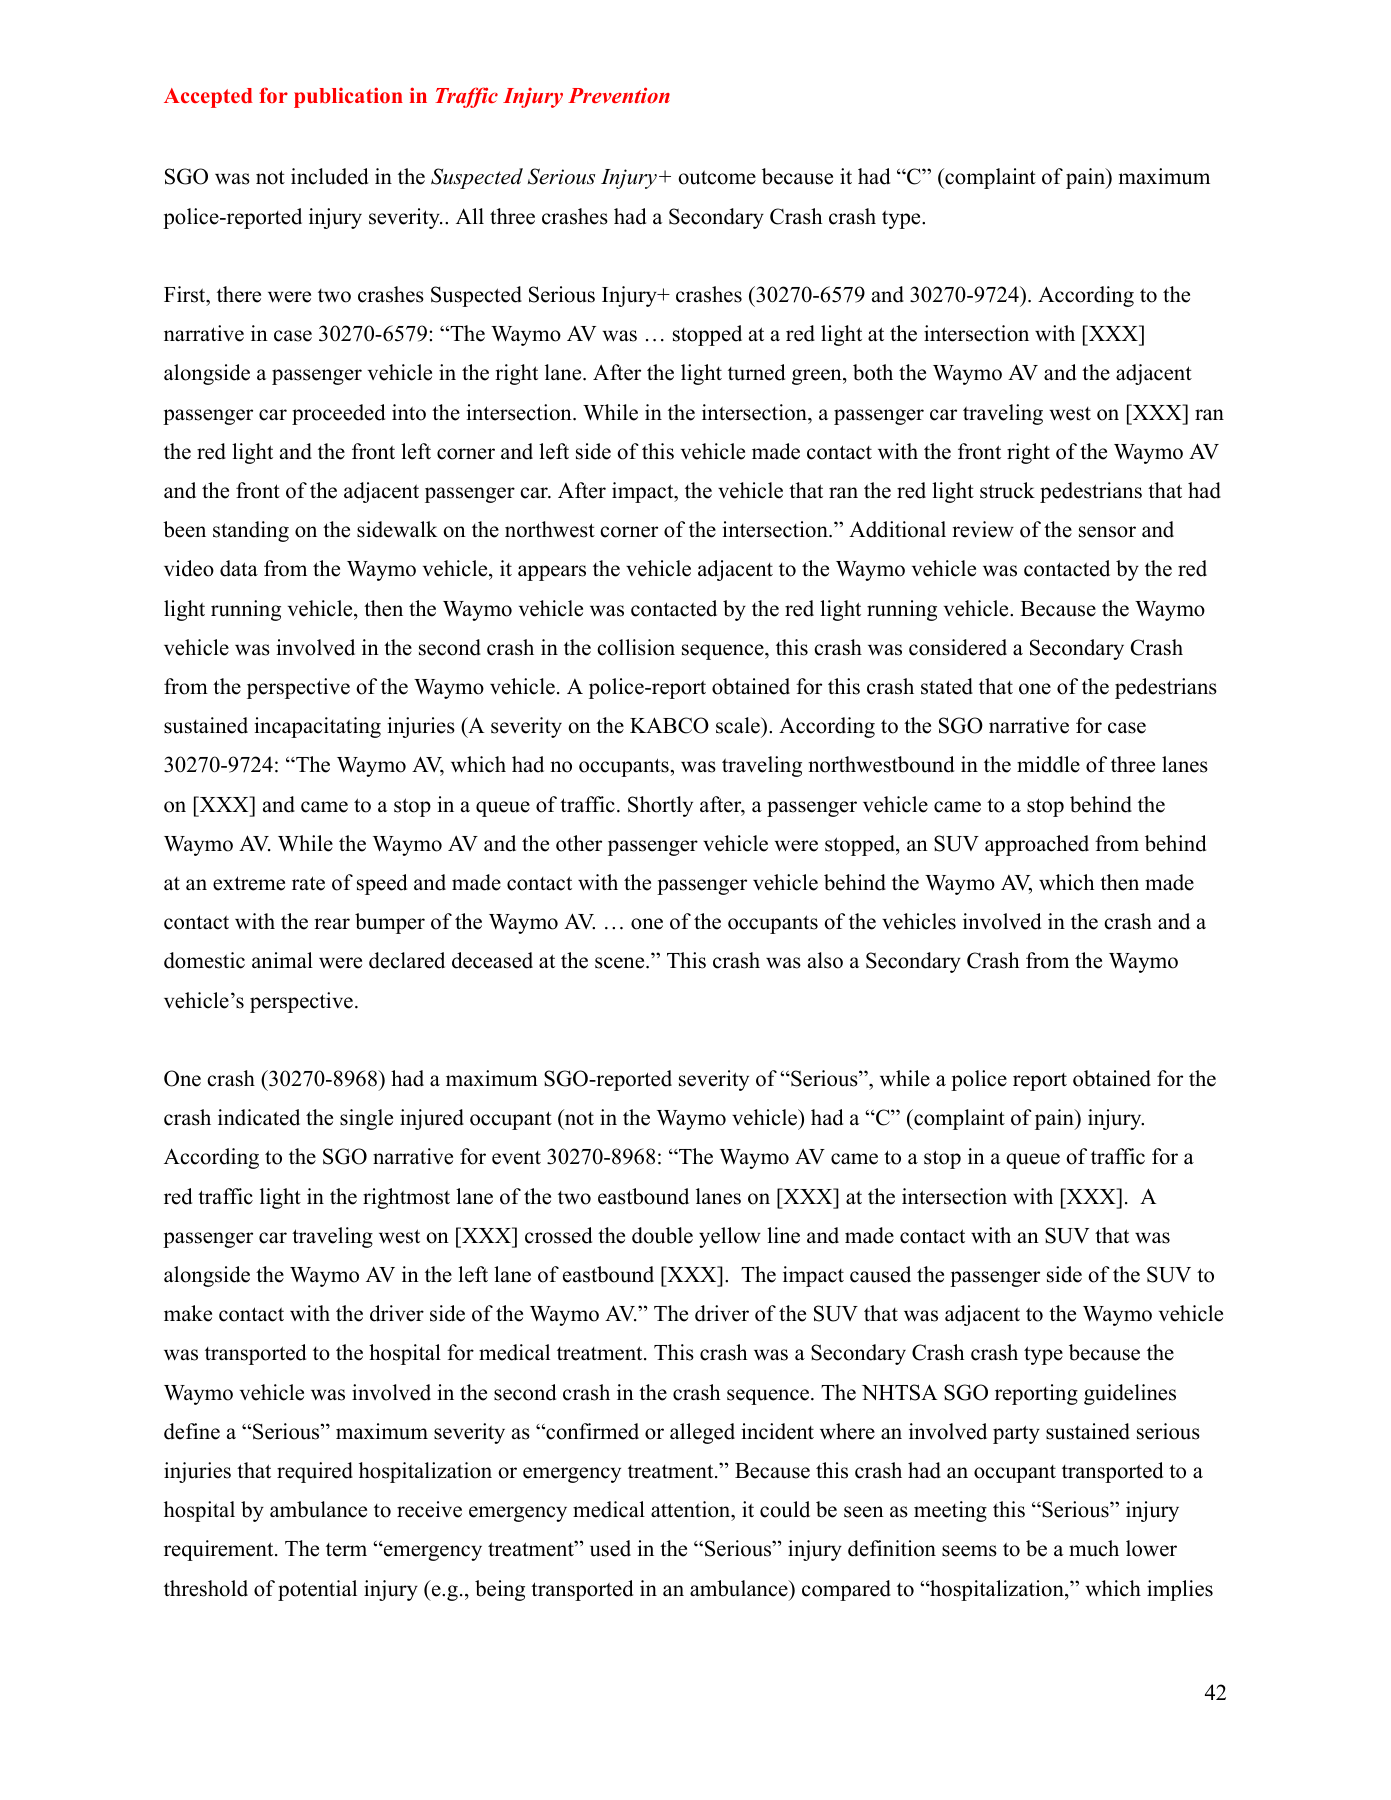 Accepted for publication in Traffic Injury Prevention
SGO was not included in the Suspected Serious Injury+ outcome because it had “C” (complaint of pain) maximum
police-reported injury severity.. All three crashes had a Secondary Crash crash type.
First, there were two crashes Suspected Serious Injury+ crashes (30270-6579 and 30270-9724). According to the
narrative in case 30270-6579: “The Waymo AV was … stopped at a red light at the intersection with [XXX]
alongside a passenger vehicle in the right lane. After the light turned green, both the Waymo AV and the adjacent
passenger car proceeded into the intersection. While in the intersection, a passenger car traveling west on [XXX] ran
the red light and the front left corner and left side of this vehicle made contact with the front right of the Waymo AV
and the front of the adjacent passenger car. After impact, the vehicle that ran the red light struck pedestrians that had
been standing on the sidewalk on the northwest corner of the intersection.” Additional review of the sensor and
video data from the Waymo vehicle, it appears the vehicle adjacent to the Waymo vehicle was contacted by the red
light running vehicle, then the Waymo vehicle was contacted by the red light running vehicle. Because the Waymo
vehicle was involved in the second crash in the collision sequence, this crash was considered a Secondary Crash
from the perspective of the Waymo vehicle. A police-report obtained for this crash stated that one of the pedestrians
sustained incapacitating injuries (A severity on the KABCO scale). According to the SGO narrative for case
30270-9724: “The Waymo AV, which had no occupants, was traveling northwestbound in the middle of three lanes
on [XXX] and came to a stop in a queue of traffic. Shortly after, a passenger vehicle came to a stop behind the
Waymo AV. While the Waymo AV and the other passenger vehicle were stopped, an SUV approached from behind
at an extreme rate of speed and made contact with the passenger vehicle behind the Waymo AV, which then made
contact with the rear bumper of the Waymo AV. … one of the occupants of the vehicles involved in the crash and a
domestic animal were declared deceased at the scene.” This crash was also a Secondary Crash from the Waymo
vehicle’s perspective.
One crash (30270-8968) had a maximum SGO-reported severity of “Serious”, while a police report obtained for the
crash indicated the single injured occupant (not in the Waymo vehicle) had a “C” (complaint of pain) injury.
According to the SGO narrative for event 30270-8968: “The Waymo AV came to a stop in a queue of traffic for a
red traffic light in the rightmost lane of the two eastbound lanes on [XXX] at the intersection with [XXX].  A
passenger car traveling west on [XXX] crossed the double yellow line and made contact with an SUV that was
alongside the Waymo AV in the left lane of eastbound [XXX].  The impact caused the passenger side of the SUV to
make contact with the driver side of the Waymo AV.” The driver of the SUV that was adjacent to the Waymo vehicle
was transported to the hospital for medical treatment. This crash was a Secondary Crash crash type because the
Waymo vehicle was involved in the second crash in the crash sequence. The NHTSA SGO reporting guidelines
define a “Serious” maximum severity as “confirmed or alleged incident where an involved party sustained serious
injuries that required hospitalization or emergency treatment.” Because this crash had an occupant transported to a
hospital by ambulance to receive emergency medical attention, it could be seen as meeting this “Serious” injury
requirement. The term “emergency treatment” used in the “Serious” injury definition seems to be a much lower
threshold of potential injury (e.g., being transported in an ambulance) compared to “hospitalization,” which implies
42